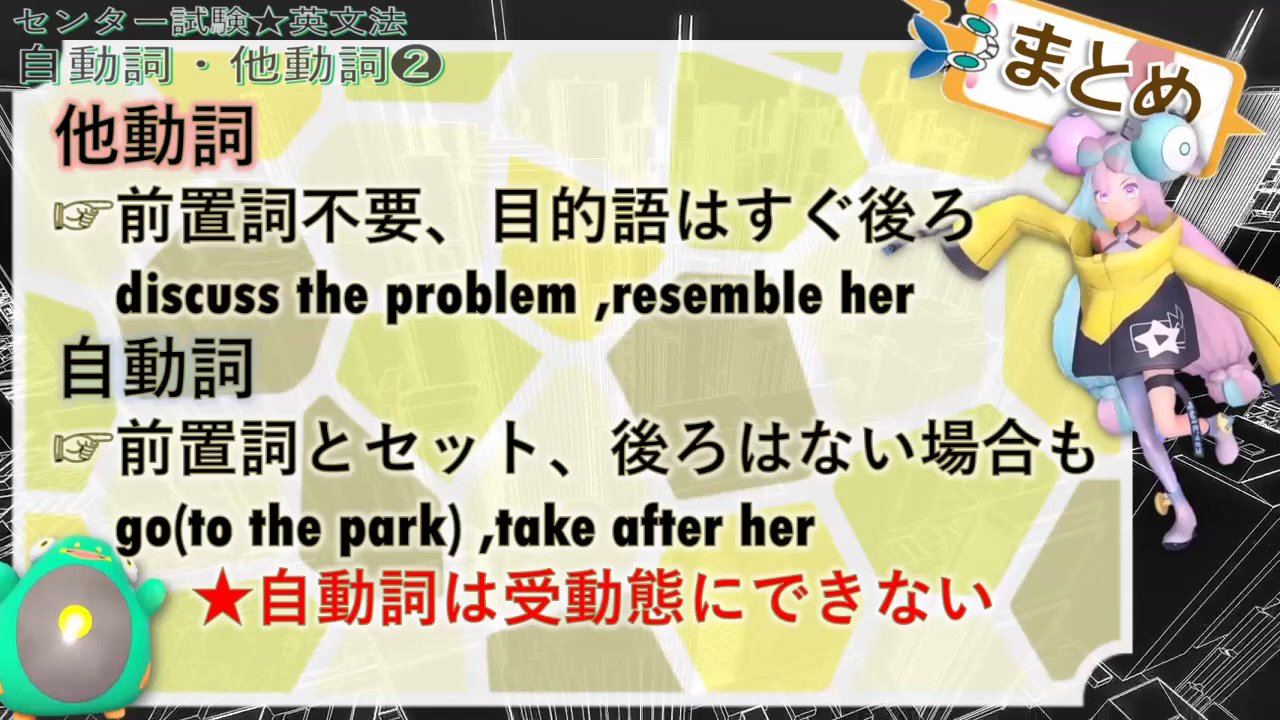 センター試験★英文法
自動詞・他動詞❷
まとめ
他動詞
☞前置詞不要、目的語はすぐ後ろ
discuss the problem ,resemble her
自動詞
☞前置詞とセット、後ろはない場合も
go(to the park) ,take after her
★自動詞は受動態にできない